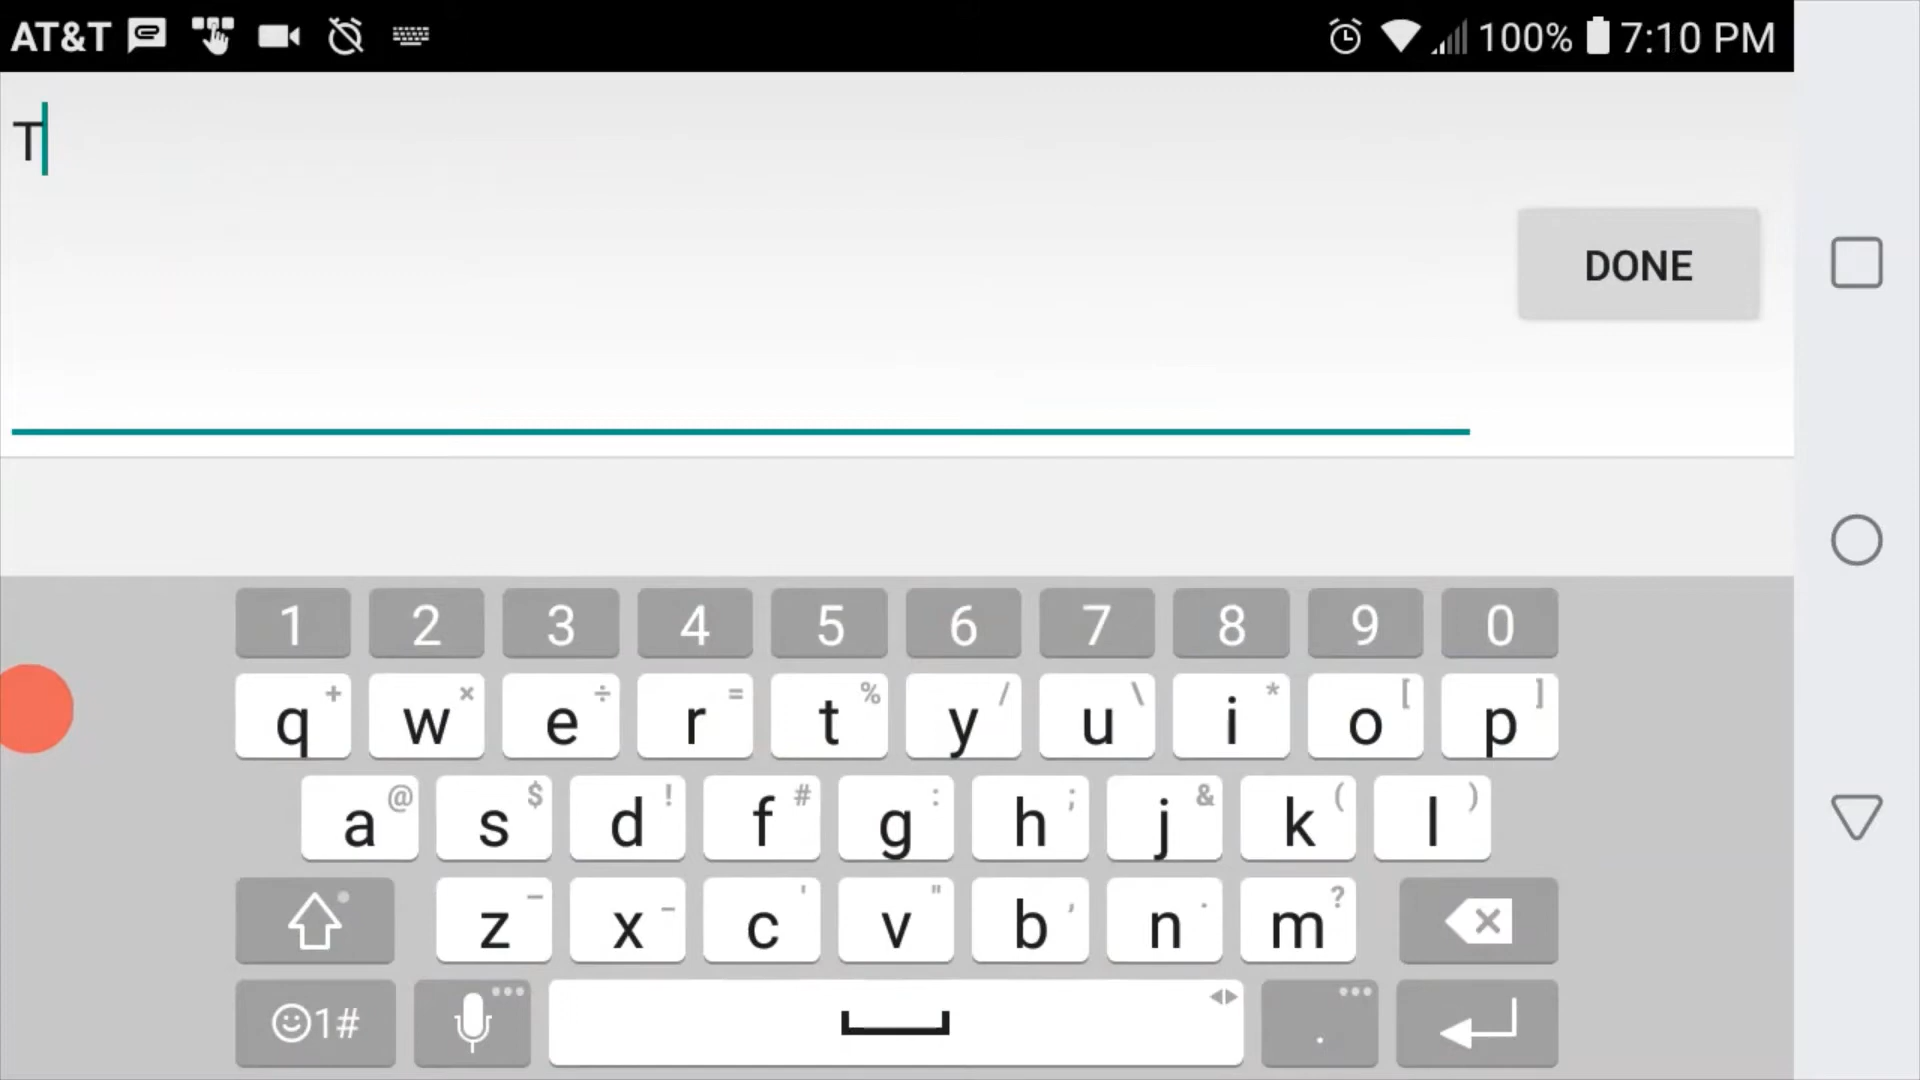 AT&T 100% 7:10 PM
T
DONE
1 2 3 4 5 6 7 8 9 0
q + w × e ÷ r = t % y / u \ i * o [ p ]
a @ s $ d ! f # g : h ; j & k ( l )
z – x _ c ' v " b , n . m ?
1# .